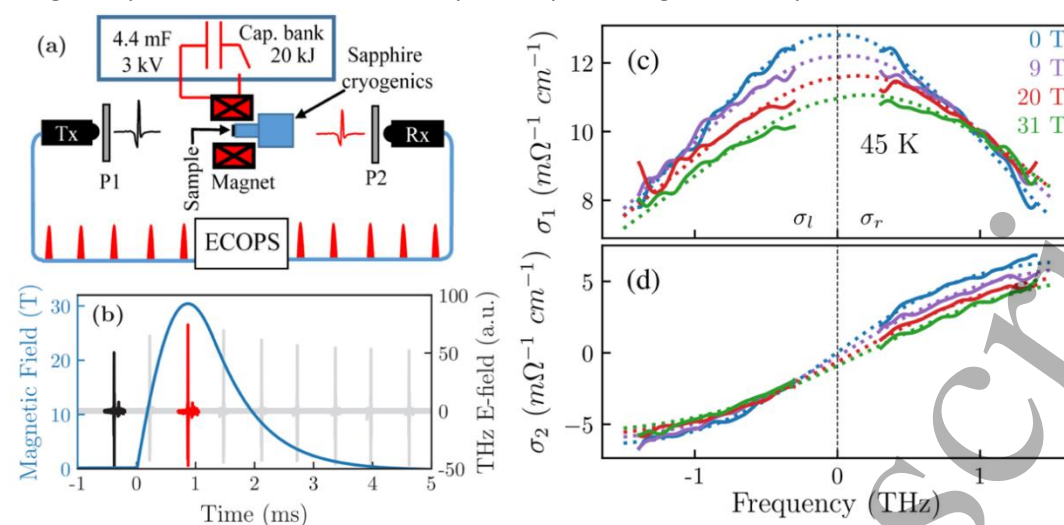 (a)
4.4 mF
3 kV
Cap. bank
20 kJ
Sapphire
cryogenics
Tx
Rx
P1
Sample
Magnet
P2
ECOPS
(b)
Magnetic Field (T)
30
20
10
0
THz E-field (a.u.)
100
50
0
-50
-1
0
1
2
3
4
5
Time (ms)
(c)
0 T
9 T
20 T
31 T
45 K
σ₁ (mΩ⁻¹ cm⁻¹)
12
10
8
σₗ
σᵣ
(d)
σ₂ (mΩ⁻¹ cm⁻¹)
5
0
−5
-1
0
1
Frequency (THz)